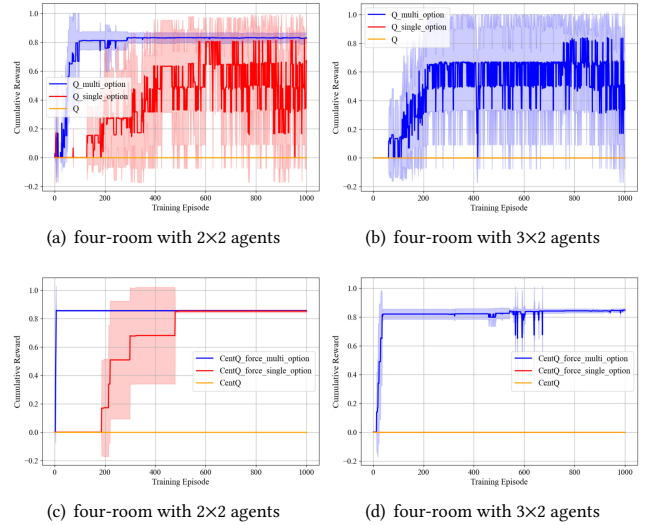 1.0
0.8
0.6
0.4
0.2
0.0
−0.2
Cumulative Reward
Q_multi_option
Q_single_option
Q
0 200 400 600 800 1000
Training Episode
(a) four-room with 2×2 agents
1.0
0.8
0.6
0.4
0.2
0.0
−0.2
Cumulative Reward
Q_multi_option
Q_single_option
Q
0 200 400 600 800 1000
Training Episode
(b) four-room with 3×2 agents
1.0
0.8
0.6
0.4
0.2
0.0
−0.2
Cumulative Reward
CentQ_force_multi_option
CentQ_force_single_option
CentQ
0 200 400 600 800 1000
Training Episode
(c) four-room with 2×2 agents
1.0
0.8
0.6
0.4
0.2
0.0
−0.2
Cumulative Reward
CentQ_force_multi_option
CentQ_force_single_option
CentQ
0 200 400 600 800 1000
Training Episode
(d) four-room with 3×2 agents